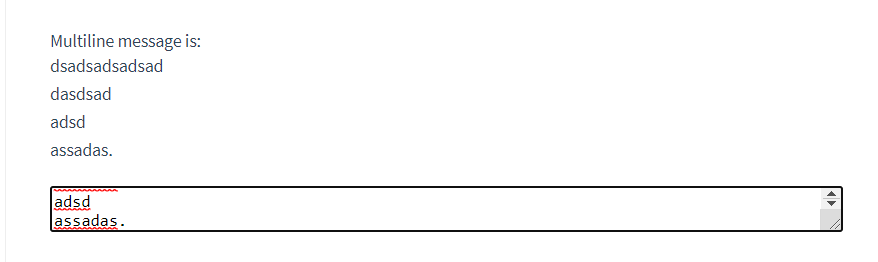 Multiline message is:
dsadsadsadsad
dasdsad
adsd
assadas.
adsd
assadas.